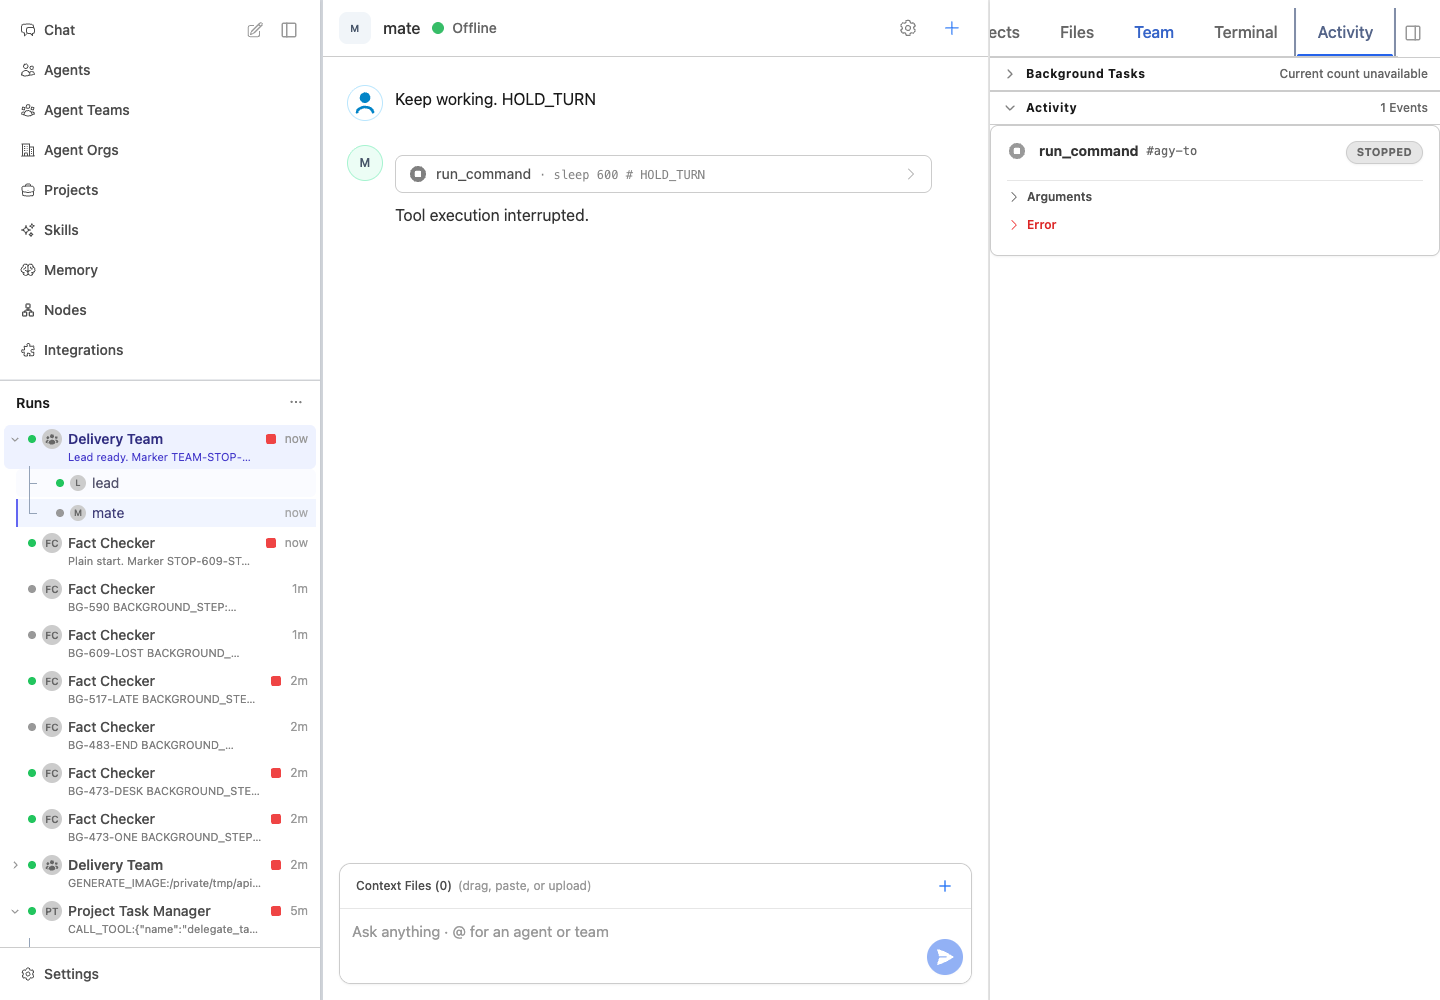 Chat
Agents
Agent Teams
Agent Orgs
Projects
Skills
Memory
Nodes
Integrations
Runs
Delivery Team now
Lead ready. Marker TEAM-STOP-...
L lead
M mate now
FC Fact Checker now
Plain start. Marker STOP-609-ST...
FC Fact Checker 1m
BG-590 BACKGROUND_STEP:...
FC Fact Checker 1m
BG-609-LOST BACKGROUND_...
FC Fact Checker 2m
BG-517-LATE BACKGROUND_STE...
FC Fact Checker 2m
BG-483-END BACKGROUND_...
FC Fact Checker 2m
BG-473-DESK BACKGROUND_STE...
FC Fact Checker 2m
BG-473-ONE BACKGROUND_STEP...
Delivery Team 2m
GENERATE_IMAGE:/private/tmp/api...
PT Project Task Manager 5m
CALL_TOOL:{"name":"delegate_ta...
Settings
M mate Offline
Keep working. HOLD_TURN
M
run_command · sleep 600 # HOLD_TURN
Tool execution interrupted.
Context Files (0) (drag, paste, or upload)
Ask anything · @ for an agent or team
ects Files Team Terminal Activity
Background Tasks Current count unavailable
Activity 1 Events
run_command #agy-to STOPPED
Arguments
Error